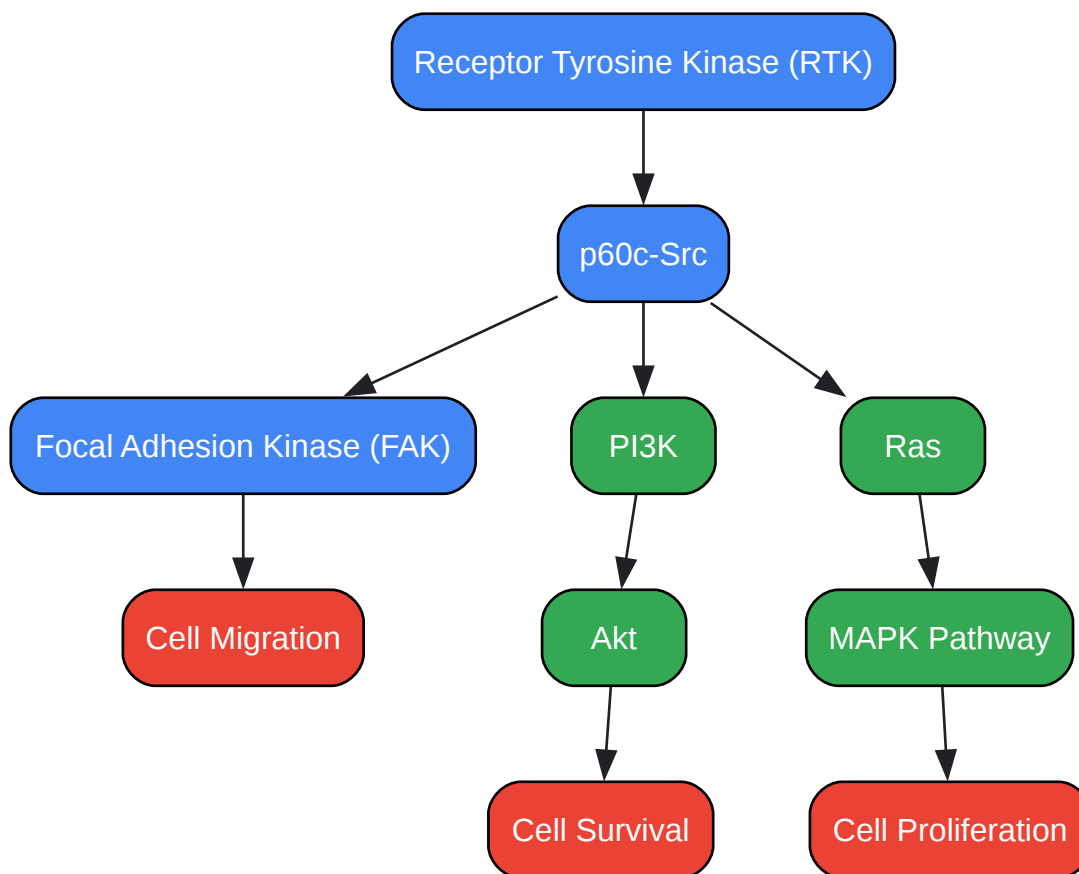 Receptor Tyrosine Kinase (RTK)
p60c-Src
Focal Adhesion Kinase (FAK)
PI3K
Ras
Cell Migration
Akt
MAPK Pathway
Cell Survival
Cell Proliferation